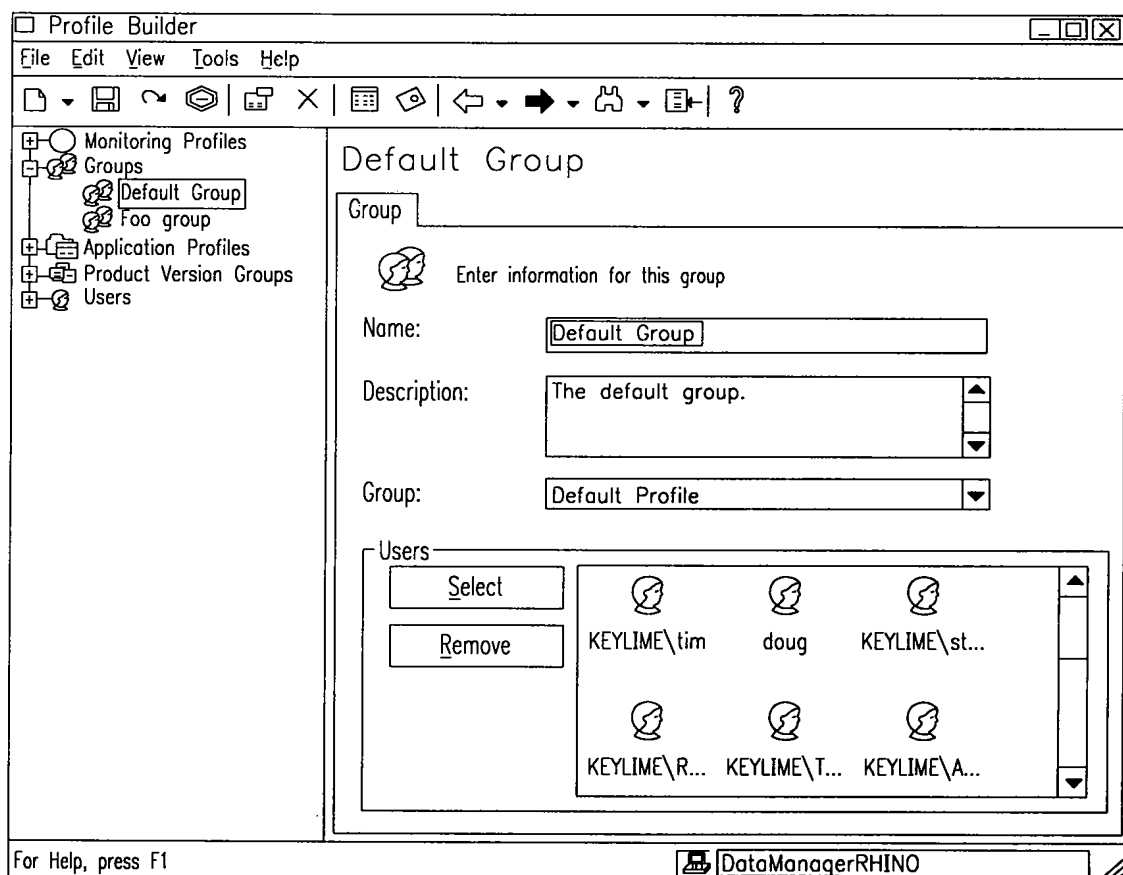 Profile Builder
File Edit View Tools Help
Monitoring Profiles
Groups
Default Group
Foo group
Application Profiles
Product Version Groups
Users
Default Group
Group
Enter information for this group
Name: Default Group
Description: The default group.
Group: Default Profile
Users
Select
Remove
KEYLIME\tim doug KEYLIME\st...
KEYLIME\R... KEYLIME\T... KEYLIME\A...
For Help, press F1
DataManagerRHINO